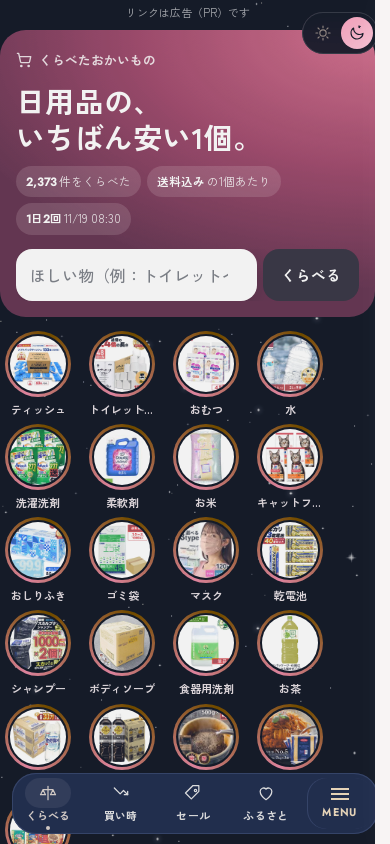 リンクは広告（PR）です
くらべたおかいもの
日用品の、
いちばん安い1個。
2,373 件をくらべた
送料込み の1個あたり
1日2回 11/19 08:30
ほしい物（例：トイレットペ
くらべる
ティッシュ
トイレット...
おむつ
水
洗濯洗剤
柔軟剤
お米
キャットフ...
おしりふき
ゴミ袋
マスク
乾電池
シャンプー
ボディソープ
食器用洗剤
お茶
くらべる
買い時
セール
ふるさと
MENU